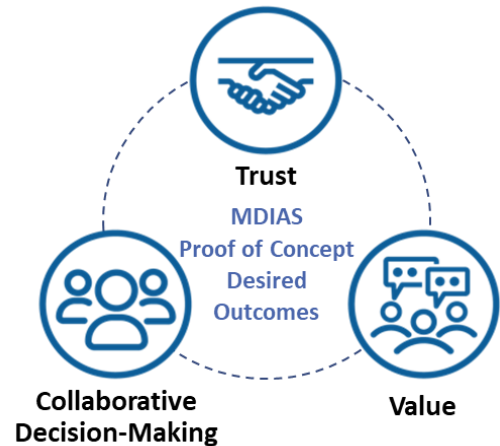 Trust
MDIAS
Proof of Concept
Desired
Outcomes
Collaborative
Decision-Making
Value